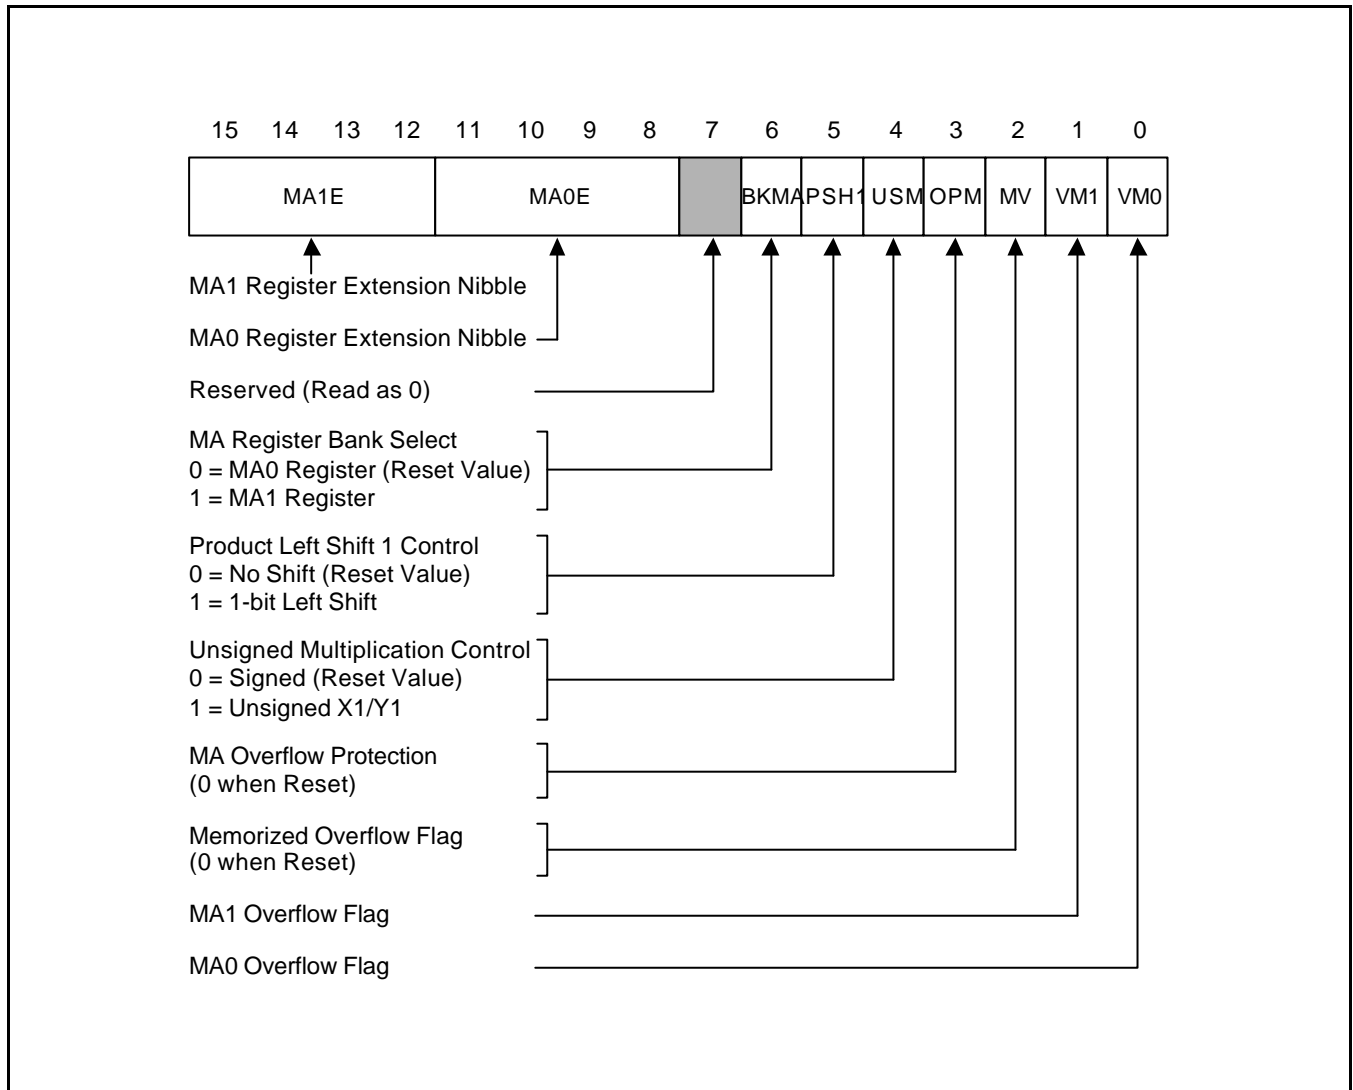 15 14 13 12 11 10 9 8 7 6 5 4 3 2 1 0
MA1E MA0E BKMA PSH1 USM OPM MV VM1 VM0
MA1 Register Extension Nibble
MA0 Register Extension Nibble
Reserved (Read as 0)
MA Register Bank Select
0 = MA0 Register (Reset Value)
1 = MA1 Register
Product Left Shift 1 Control
0 = No Shift (Reset Value)
1 = 1-bit Left Shift
Unsigned Multiplication Control
0 = Signed (Reset Value)
1 = Unsigned X1/Y1
MA Overflow Protection
(0 when Reset)
Memorized Overflow Flag
(0 when Reset)
MA1 Overflow Flag
MA0 Overflow Flag